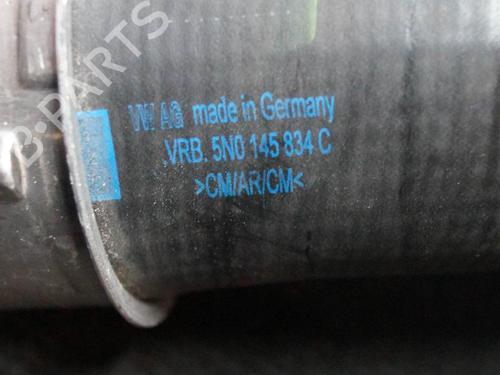 B-PARTS
VW AG made in Germany
.VRB. 5N0 145 834 C
>CM/AR/CM<